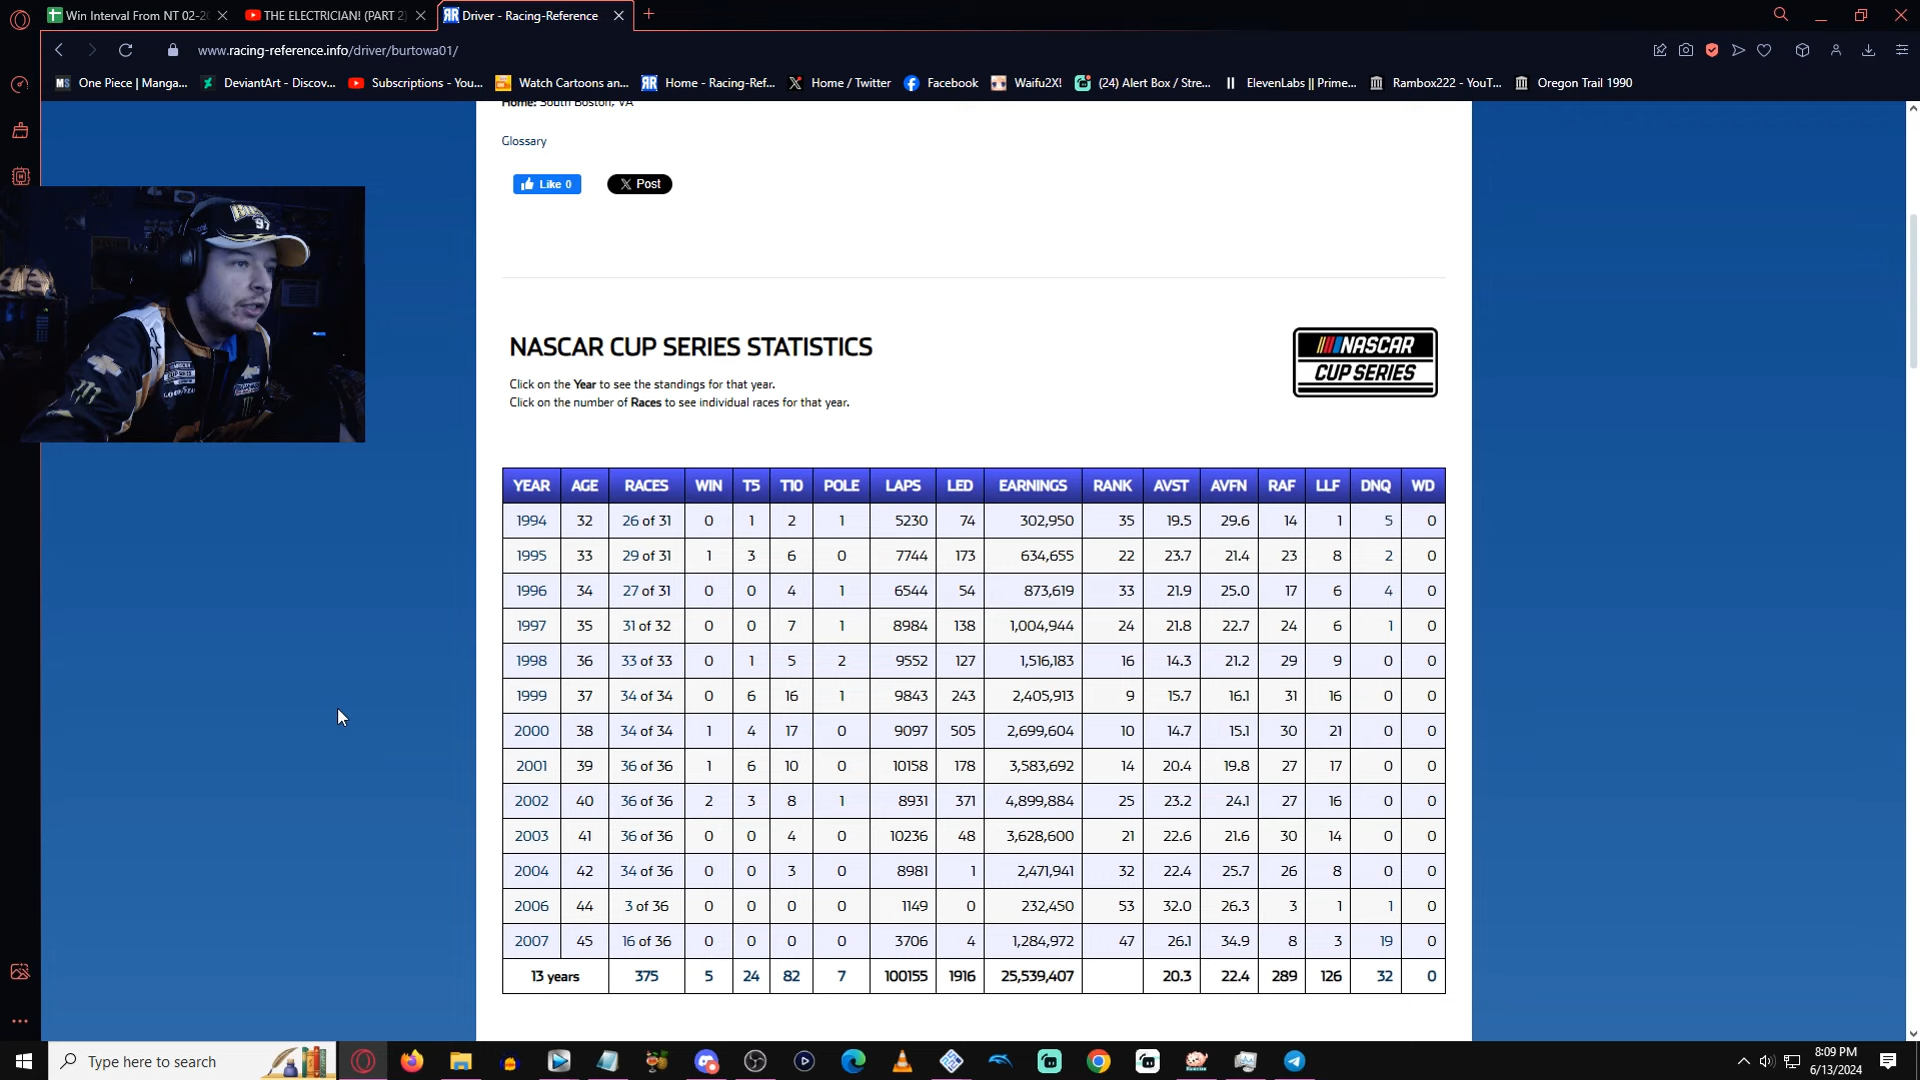 Win Interval From NT 02-2
THE ELECTRICIAN! (PART 2)
Driver - Racing-Reference
www.racing-reference.info/driver/burtowa01/
One Piece | Manga...
DeviantArt - Discov...
Subscriptions - You...
Watch Cartoons an...
Home - Racing-Ref...
Home / Twitter
Facebook
Waifu2X!
(24) Alert Box / Stre...
ElevenLabs || Prime...
Rambox222 - YouT...
Oregon Trail 1990
Home: South Boston, VA
Glossary
Like 0
Post
NASCAR CUP SERIES STATISTICS
Click on the Year to see the standings for that year.
Click on the number of Races to see individual races for that year.
NASCAR
CUP SERIES
YEAR AGE RACES WIN T5 T10 POLE LAPS LED EARNINGS RANK AVST AVFN RAF LLF DNQ WD
1994 32 26 of 31 0 1 2 1 5230 74 302,950 35 19.5 29.6 14 1 5 0
1995 33 29 of 31 1 3 6 0 7744 173 634,655 22 23.7 21.4 23 8 2 0
1996 34 27 of 31 0 0 4 1 6544 54 873,619 33 21.9 25.0 17 6 4 0
1997 35 31 of 32 0 0 7 1 8984 138 1,004,944 24 21.8 22.7 24 6 1 0
1998 36 33 of 33 0 1 5 2 9552 127 1,516,183 16 14.3 21.2 29 9 0 0
1999 37 34 of 34 0 6 16 1 9843 243 2,405,913 9 15.7 16.1 31 16 0 0
2000 38 34 of 34 1 4 17 0 9097 505 2,699,604 10 14.7 15.1 30 21 0 0
2001 39 36 of 36 1 6 10 0 10158 178 3,583,692 14 20.4 19.8 27 17 0 0
2002 40 36 of 36 2 3 8 1 8931 371 4,899,884 25 23.2 24.1 27 16 0 0
2003 41 36 of 36 0 0 4 0 10236 48 3,628,600 21 22.6 21.6 30 14 0 0
2004 42 34 of 36 0 0 3 0 8981 1 2,471,941 32 22.4 25.7 26 8 0 0
2006 44 3 of 36 0 0 0 0 1149 0 232,450 53 32.0 26.3 3 1 1 0
2007 45 16 of 36 0 0 0 0 3706 4 1,284,972 47 26.1 34.9 8 3 19 0
13 years 375 5 24 82 7 100155 1916 25,539,407 20.3 22.4 289 126 32 0
Type here to search
8:09 PM
6/13/2024